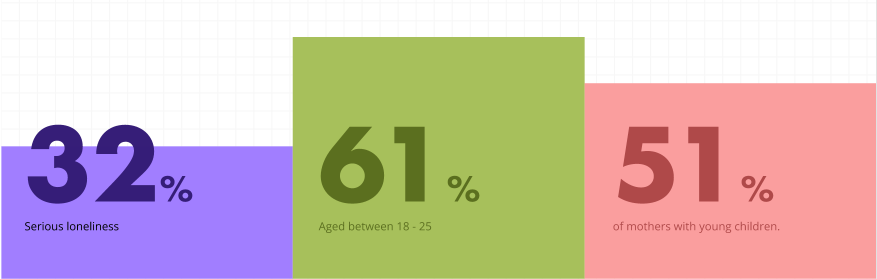 32%
Serious loneliness
61 %
Aged between 18 - 25
51 %
of mothers with young children.